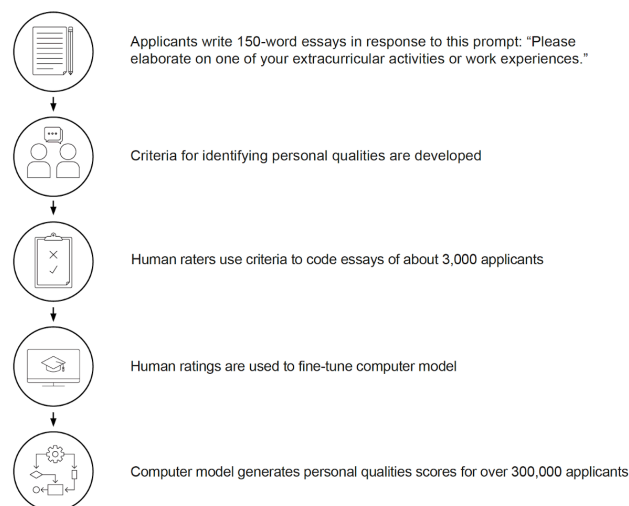 Applicants write 150-word essays in response to this prompt: “Please
elaborate on one of your extracurricular activities or work experiences.”
Criteria for identifying personal qualities are developed
Human raters use criteria to code essays of about 3,000 applicants
Human ratings are used to fine-tune computer model
Computer model generates personal qualities scores for over 300,000 applicants